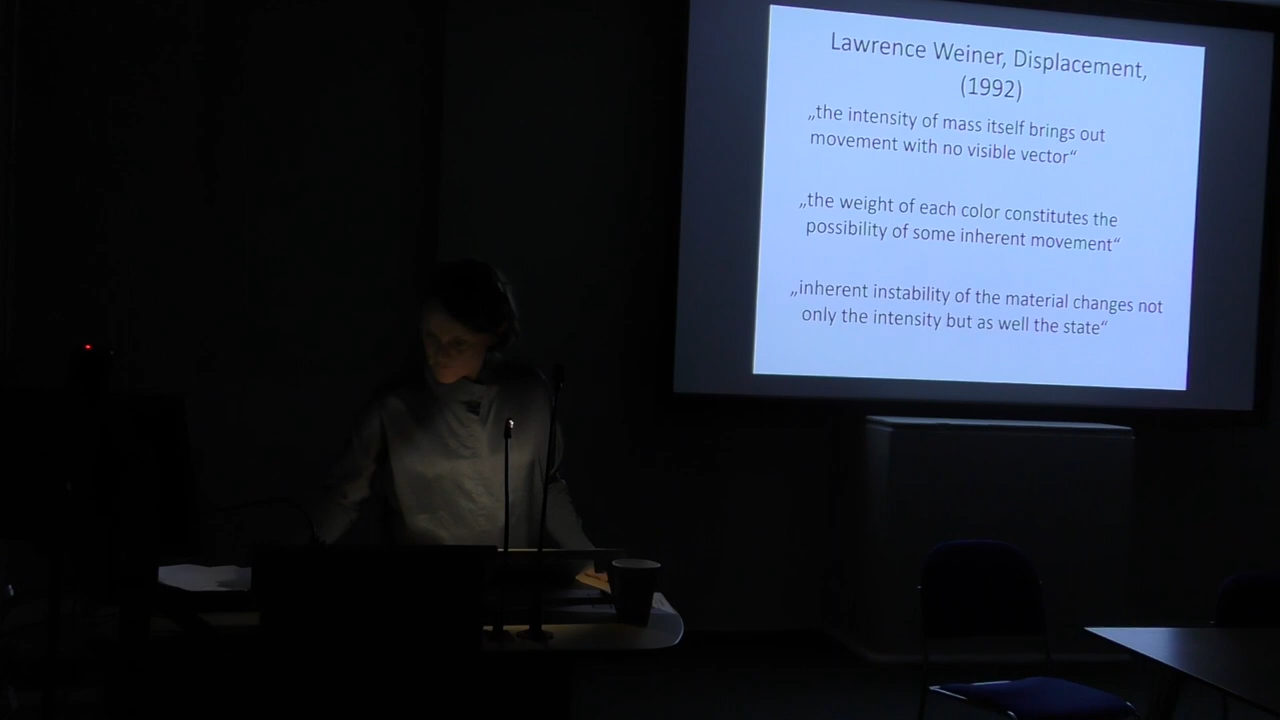 Lawrence Weiner, Displacement,
(1992)
„the intensity of mass itself brings out
movement with no visible vector“
„the weight of each color constitutes the
possibility of some inherent movement“
„inherent instability of the material changes not
only the intensity but as well the state“